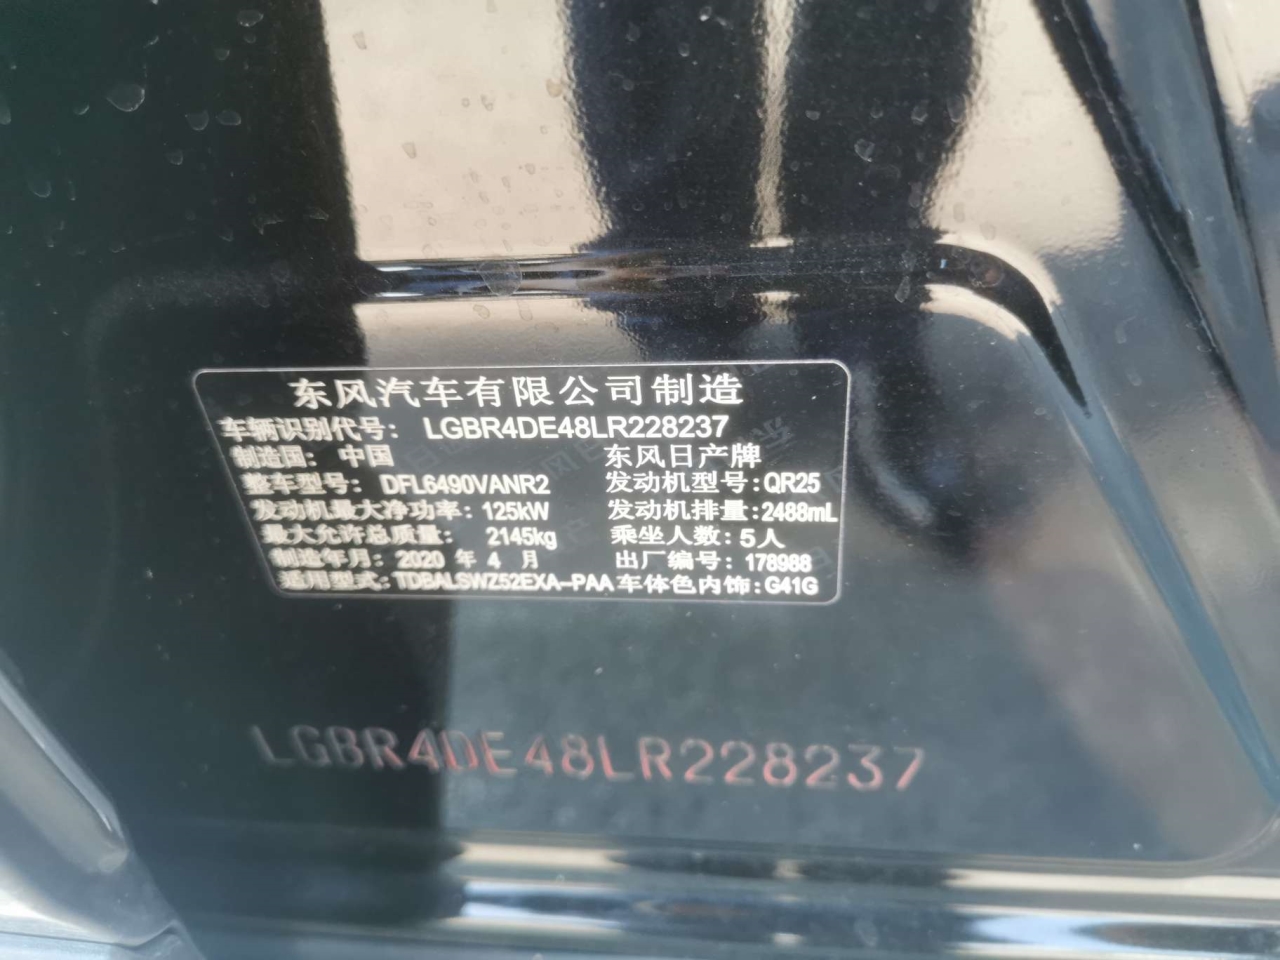 东风汽车有限公司制造
车辆识别代号: LGBR4DE48LR228237
制造国: 中国 东风日产牌
整车型号: DFL6490VANR2 发动机型号: QR25
发动机最大净功率: 125kW 发动机排量: 2488mL
最大允许总质量: 2145kg 乘坐人数: 5人
制造年月: 2020 年 4 月 出厂编号: 178988
适用型式: TDBALSWZ52EXA-PAA 车体色内饰: G41G
LGBR4DE48LR228237